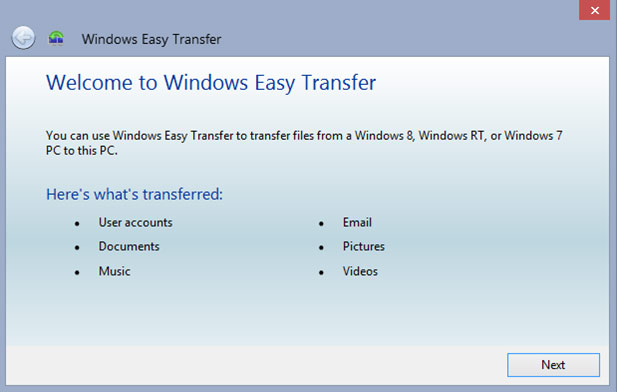 Windows Easy Transfer
Welcome to Windows Easy Transfer
You can use Windows Easy Transfer to transfer files from a Windows 8, Windows RT, or Windows 7
PC to this PC.
Here's what's transferred:
• User accounts
• Email
• Documents
• Pictures
• Music
• Videos
Next